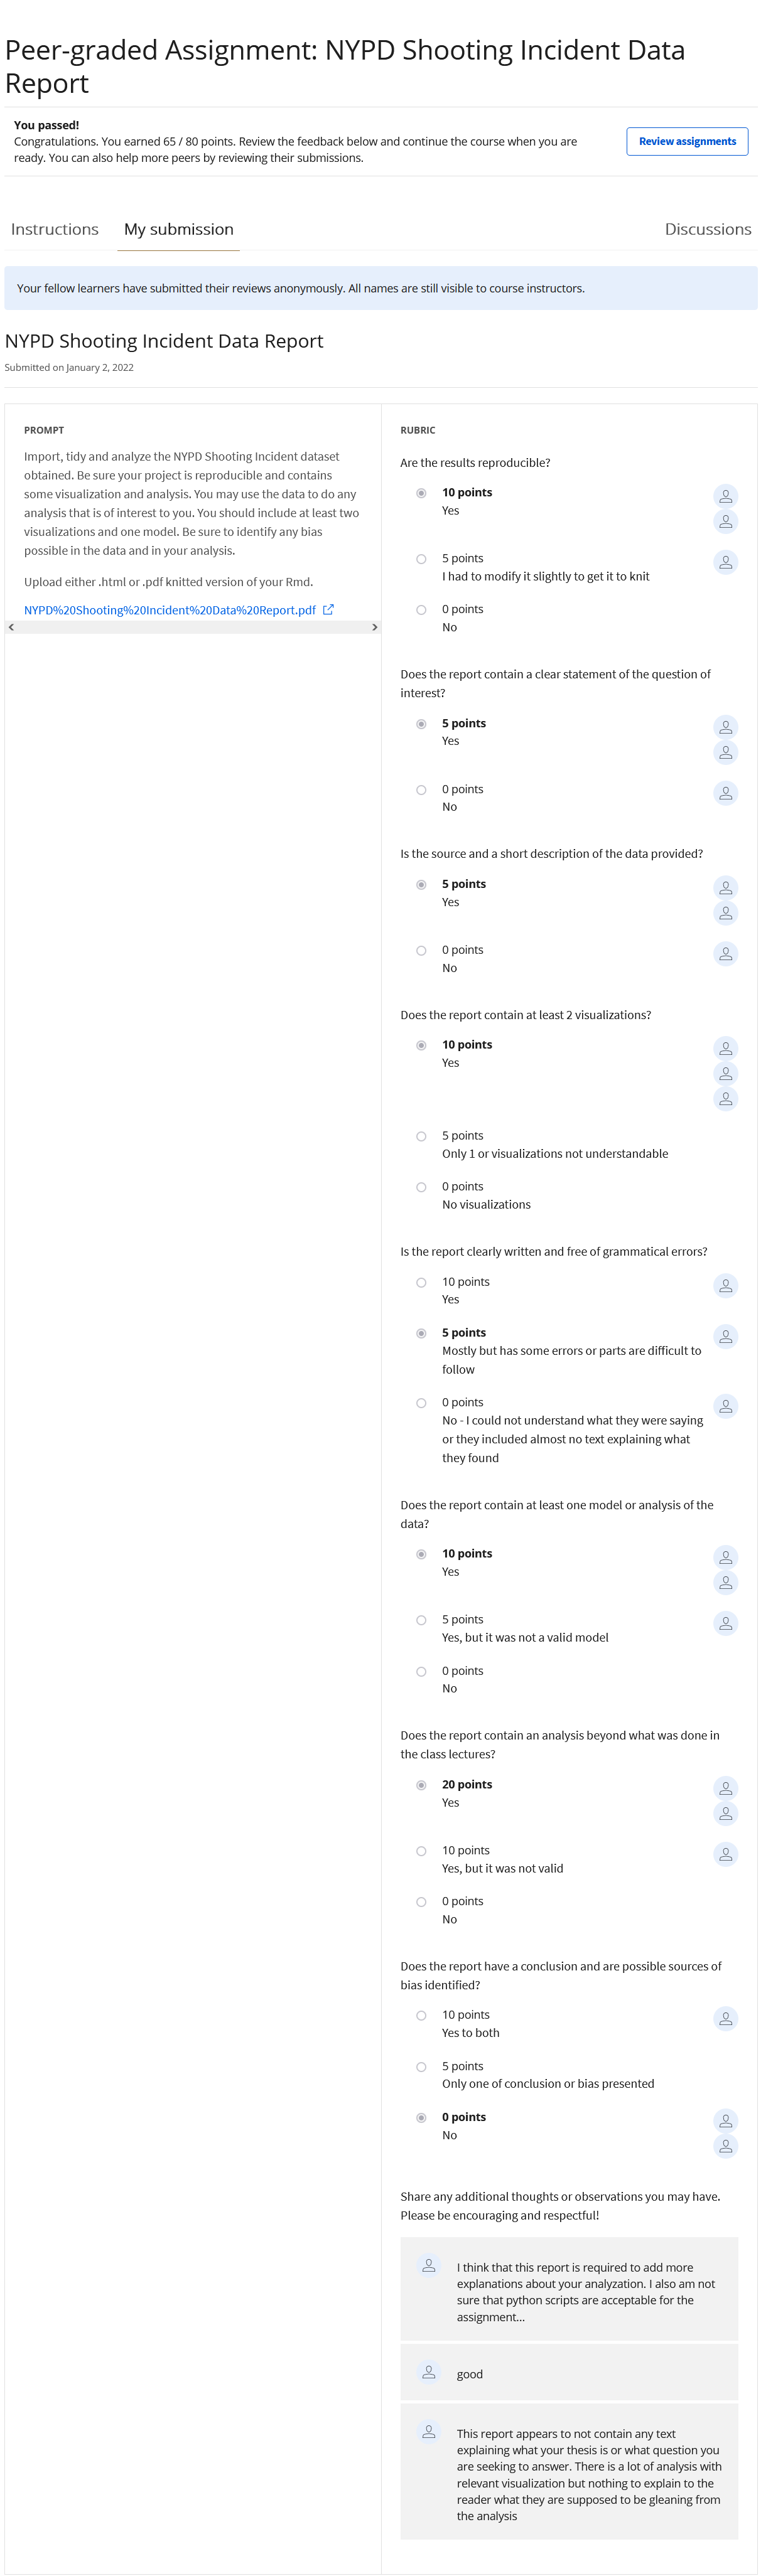 Peer-graded Assignment: NYPD Shooting Incident Data
Report
You passed!
Congratulations. You earned 65 / 80 points. Review the feedback below and continue the course when you are
ready. You can also help more peers by reviewing their submissions.
Review assignments
Instructions
My submission
Discussions
Your fellow learners have submitted their reviews anonymously. All names are still visible to course instructors.
NYPD Shooting Incident Data Report
Submitted on January 2, 2022
PROMPT
Import, tidy and analyze the NYPD Shooting Incident dataset
obtained. Be sure your project is reproducible and contains
some visualization and analysis. You may use the data to do any
analysis that is of interest to you. You should include at least two
visualizations and one model. Be sure to identify any bias
possible in the data and in your analysis.
Upload either .html or .pdf knitted version of your Rmd.
NYPD%20Shooting%20Incident%20Data%20Report.pdf
RUBRIC
Are the results reproducible?
10 points
Yes
5 points
I had to modify it slightly to get it to knit
0 points
No
Does the report contain a clear statement of the question of
interest?
5 points
Yes
0 points
No
Is the source and a short description of the data provided?
5 points
Yes
0 points
No
Does the report contain at least 2 visualizations?
10 points
Yes
5 points
Only 1 or visualizations not understandable
0 points
No visualizations
Is the report clearly written and free of grammatical errors?
10 points
Yes
5 points
Mostly but has some errors or parts are difficult to
follow
0 points
No - I could not understand what they were saying
or they included almost no text explaining what
they found
Does the report contain at least one model or analysis of the
data?
10 points
Yes
5 points
Yes, but it was not a valid model
0 points
No
Does the report contain an analysis beyond what was done in
the class lectures?
20 points
Yes
10 points
Yes, but it was not valid
0 points
No
Does the report have a conclusion and are possible sources of
bias identified?
10 points
Yes to both
5 points
Only one of conclusion or bias presented
0 points
No
Share any additional thoughts or observations you may have.
Please be encouraging and respectful!
I think that this report is required to add more
explanations about your analyzation. I also am not
sure that python scripts are acceptable for the
assignment...
good
This report appears to not contain any text
explaining what your thesis is or what question you
are seeking to answer. There is a lot of analysis with
relevant visualization but nothing to explain to the
reader what they are supposed to be gleaning from
the analysis